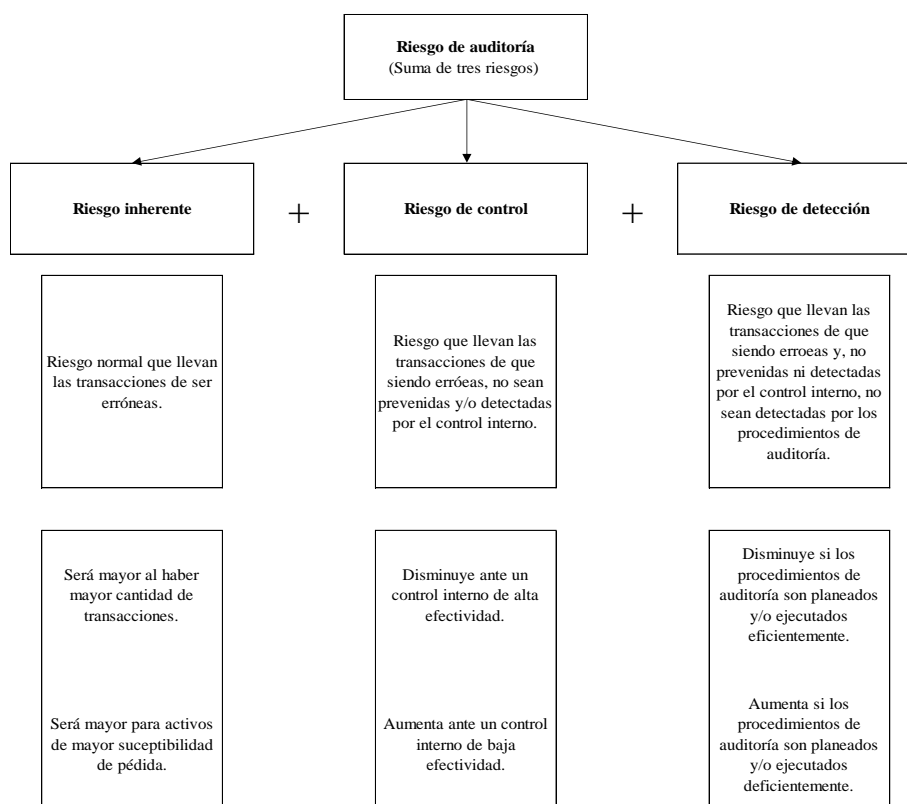 Riesgo de auditoría
(Suma de tres riesgos)
Riesgo inherente
+
Riesgo de control
+
Riesgo de detección
Riesgo normal que llevan
las transacciones de ser
erróneas.
Riesgo que llevan las
transacciones de que
siendo erróeas, no sean
prevenidas y/o detectadas
por el control interno.
Riesgo que llevan las
transacciones de que
siendo erroeas y, no
prevenidas ni detectadas
por el control interno, no
sean detectadas por los
procedimientos de
auditoría.
Será mayor al haber
mayor cantidad de
transacciones.
Será mayor para activos
de mayor suceptibilidad
de pédida.
Disminuye ante un
control interno de alta
efectividad.
Aumenta ante un control
interno de baja
efectividad.
Disminuye si los
procedimientos de
auditoría son planeados
y/o ejecutados
eficientemente.
Aumenta si los
procedimientos de
auditoría son planeados
y/o ejecutados
deficientemente.